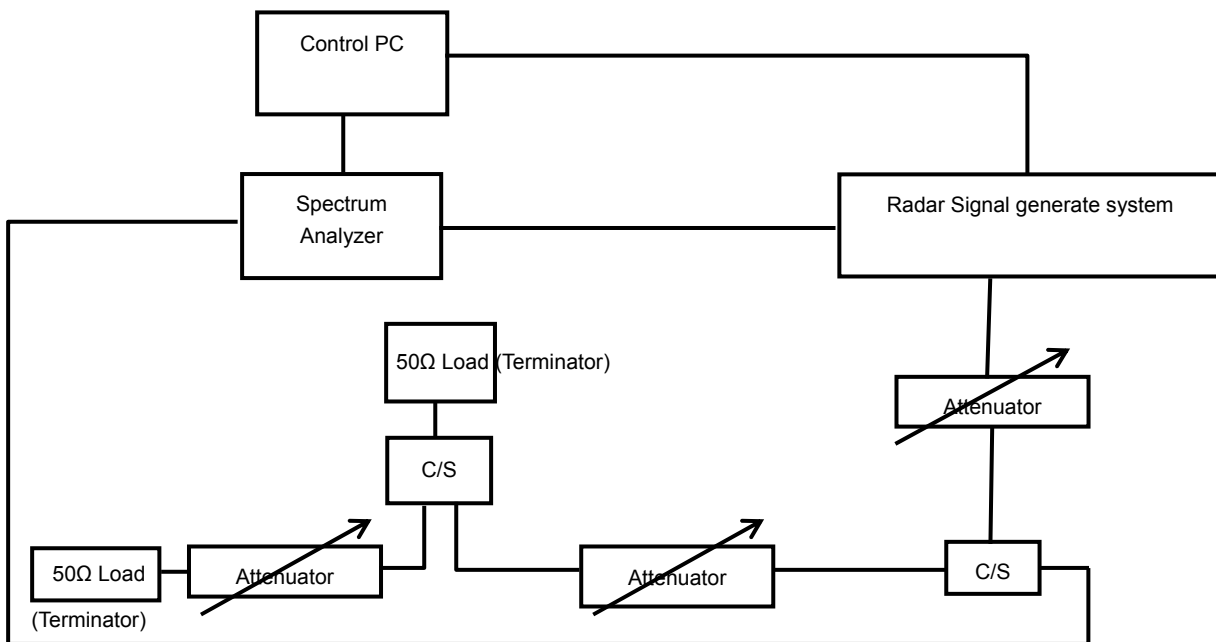 Control PC
Spectrum
Analyzer
Radar Signal generate system
50Ω Load (Terminator)
Attenuator
C/S
50Ω Load
(Terminator)
Attenuator
Attenuator
C/S